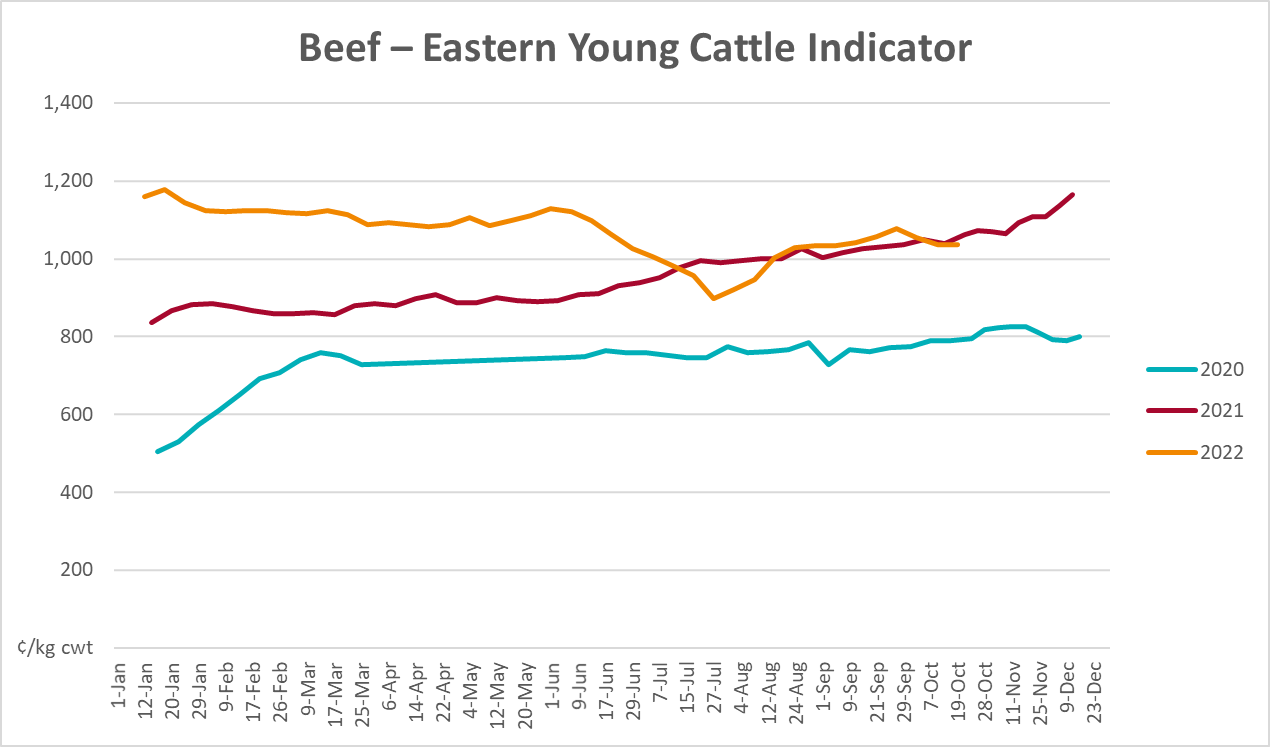 Beef – Eastern Young Cattle Indicator
1,400
1,200
1,000
800
600
400
200
¢/kg cwt
1-Jan
12-Jan
20-Jan
29-Jan
9-Feb
17-Feb
26-Feb
9-Mar
17-Mar
25-Mar
6-Apr
14-Apr
22-Apr
4-May
12-May
20-May
1-Jun
9-Jun
17-Jun
29-Jun
7-Jul
15-Jul
27-Jul
4-Aug
12-Aug
24-Aug
1-Sep
9-Sep
21-Sep
29-Sep
7-Oct
19-Oct
28-Oct
11-Nov
25-Nov
9-Dec
23-Dec
2020
2021
2022